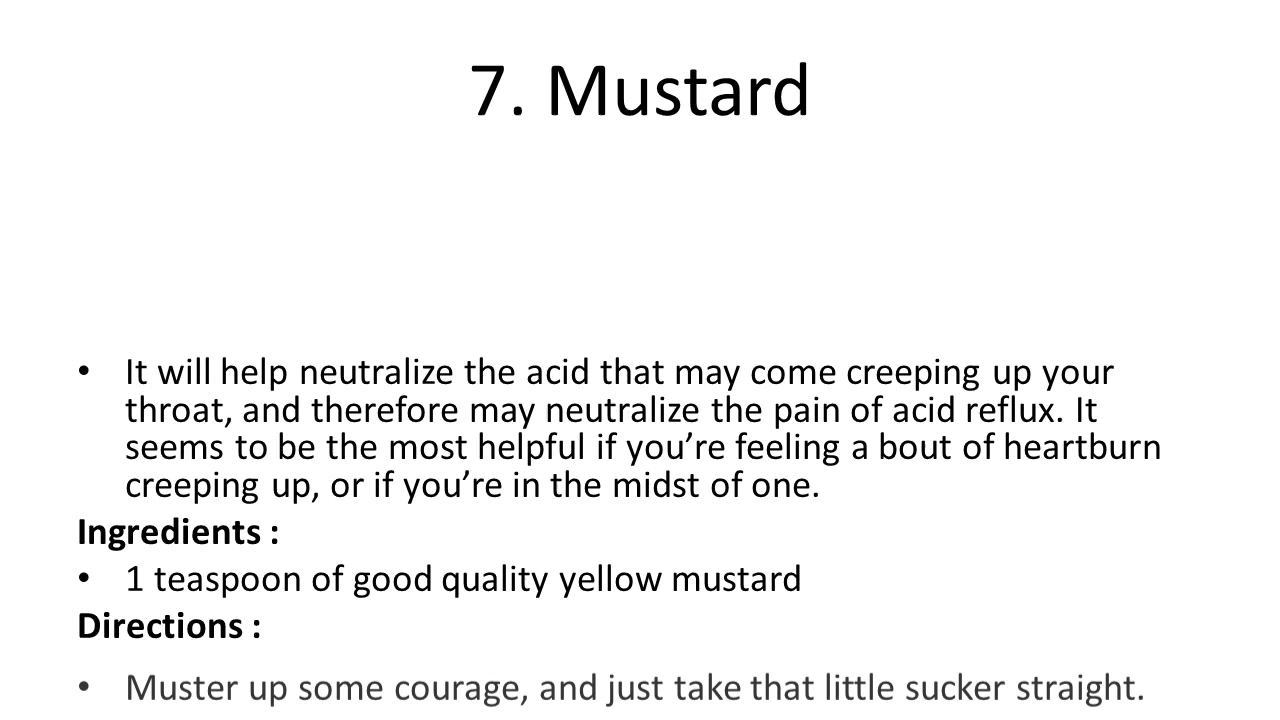 7. Mustard
• It will help neutralize the acid that may come creeping up your
throat, and therefore may neutralize the pain of acid reflux. It
seems to be the most helpful if you’re feeling a bout of heartburn
creeping up, or if you’re in the midst of one.
Ingredients :
• 1 teaspoon of good quality yellow mustard
Directions :
• Muster up some courage, and just take that little sucker straight.